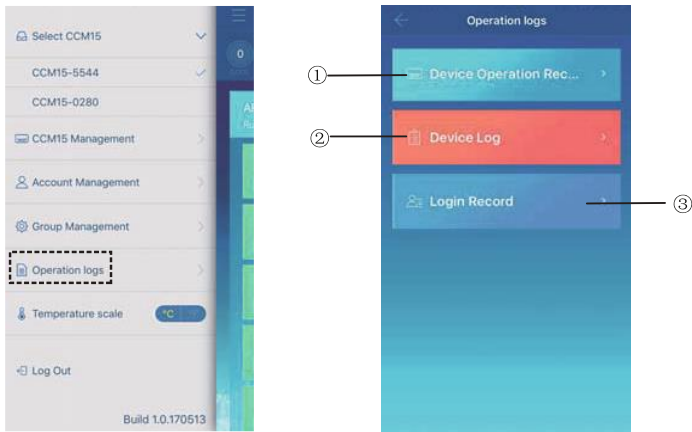 Select CCM15
CCM15-5544
CCM15-0280
CCM15 Management
Account Management
Group Management
Operation logs
Temperature scale
°C
Log Out
Build 1.0.170513
0
Operation logs
① Device Operation Rec...
② Device Log
Login Record ③